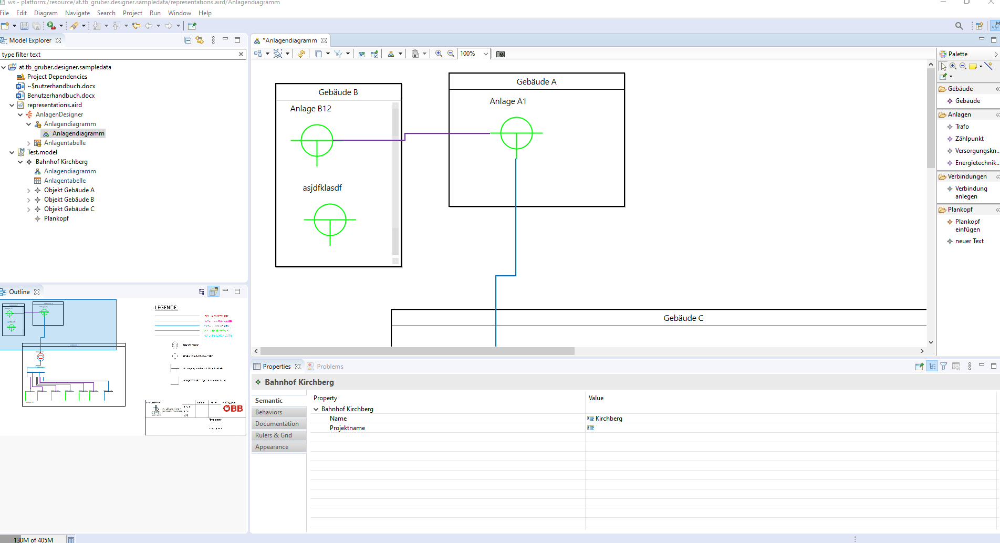 ws - platform:/resource/at.tb_gruber.designer.sampledata/representations.aird/Anlagendiagramm
File Edit Diagram Navigate Search Project Run Window Help
Model Explorer
type filter text
at.tb_gruber.designer.sampledata
Project Dependencies
~$nutzerhandbuch.docx
Benutzerhandbuch.docx
representations.aird
AnlagenDesigner
Anlagendiagramm
Anlagendiagramm
Anlagentabelle
Test.model
Bahnhof Kirchberg
Anlagendiagramm
Anlagentabelle
Objekt Gebäude A
Objekt Gebäude B
Objekt Gebäude C
Plankopf
Outline
LEGENDE:
ÖBB
130M of 405M
*Anlagendiagramm
100%
Gebäude B
Anlage B12
asjdfklasdf
Gebäude A
Anlage A1
Gebäude C
Palette
Gebäude
Gebäude
Anlagen
Trafo
Zählpunkt
Versorgungskn...
Energietechnik...
Verbindungen
Verbindung
anlegen
Plankopf
Plankopf
einfügen
neuer Text
Properties
Problems
Bahnhof Kirchberg
Semantic
Behaviors
Documentation
Rulers & Grid
Appearance
Property Value
Bahnhof Kirchberg
Name Kirchberg
Projektname